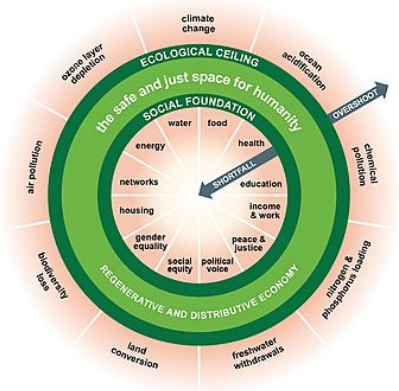 climate
change
ocean
acidification
chemical
pollution
nitrogen &
phosphorus loading
freshwater
withdrawals
land
conversion
biodiversity
loss
air pollution
ozone layer
depletion
ECOLOGICAL CEILING
the safe and just space for humanity
SOCIAL FOUNDATION
OVERSHOOT
SHORTFALL
water
food
health
education
income
& work
peace &
justice
political
voice
social
equity
gender
equality
housing
networks
energy
REGENERATIVE AND DISTRIBUTIVE ECONOMY